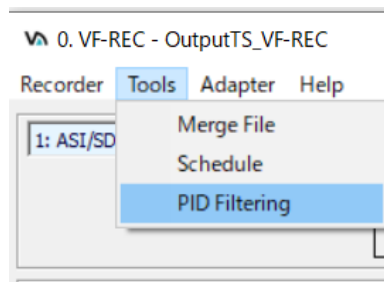 0. VF-REC - OutputTS_VF-REC
Recorder Tools Adapter Help
1: ASI/SD
Merge File
Schedule
PID Filtering